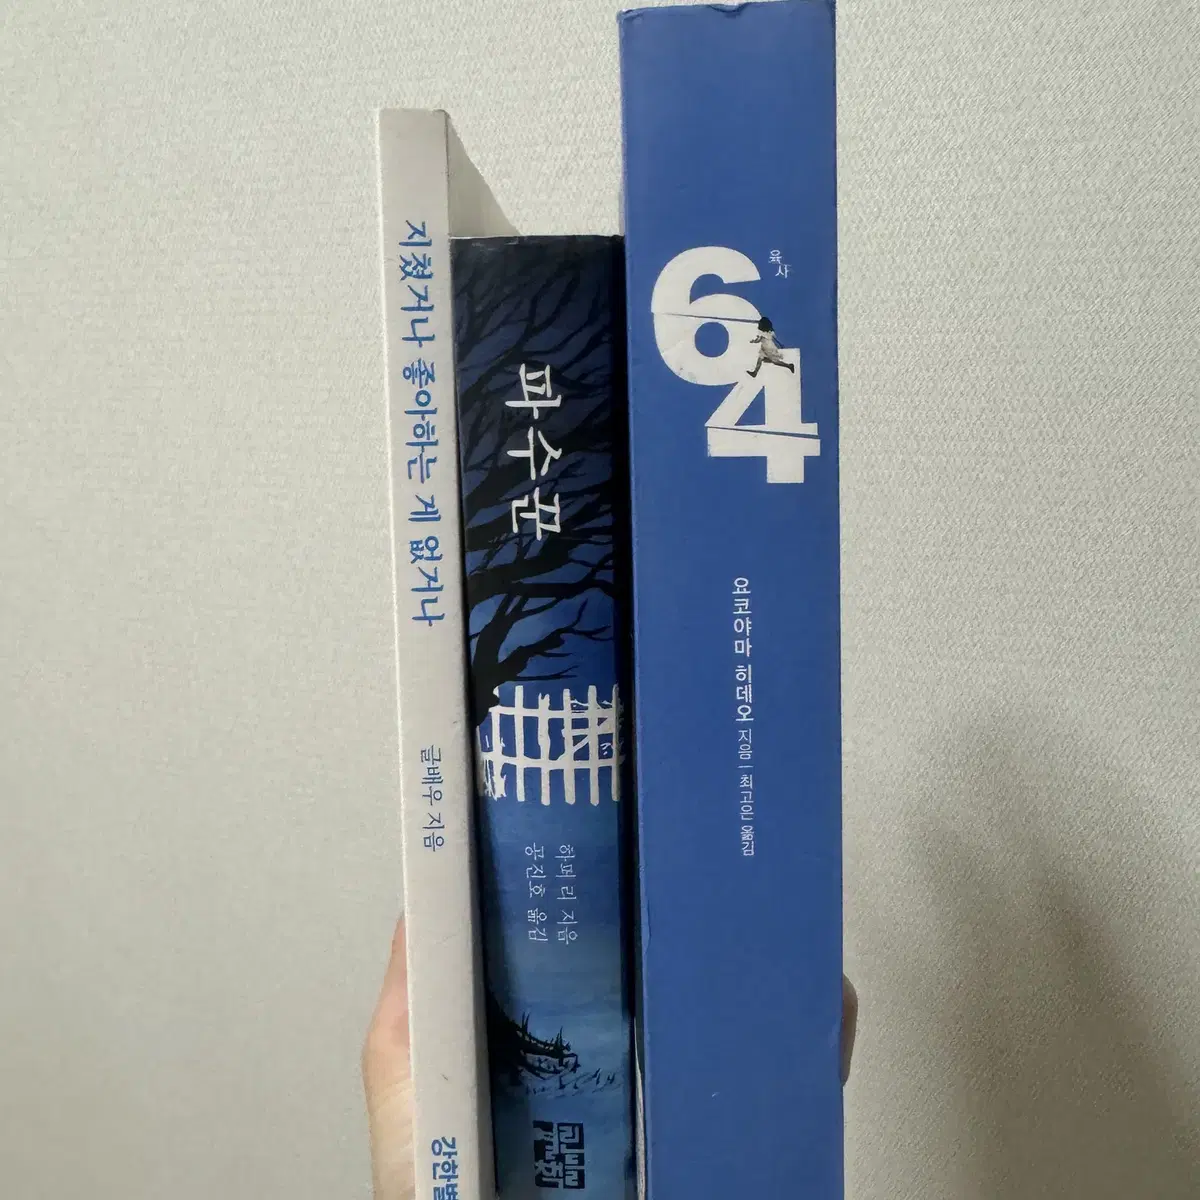 지쳤거나 좋아하는 게 없거나
글배우 지음
강한별
파수꾼
하퍼 리 지음
공진호 옮김
열린책들
64
육사
요코야마 히데오 지음 | 최고은 옮김